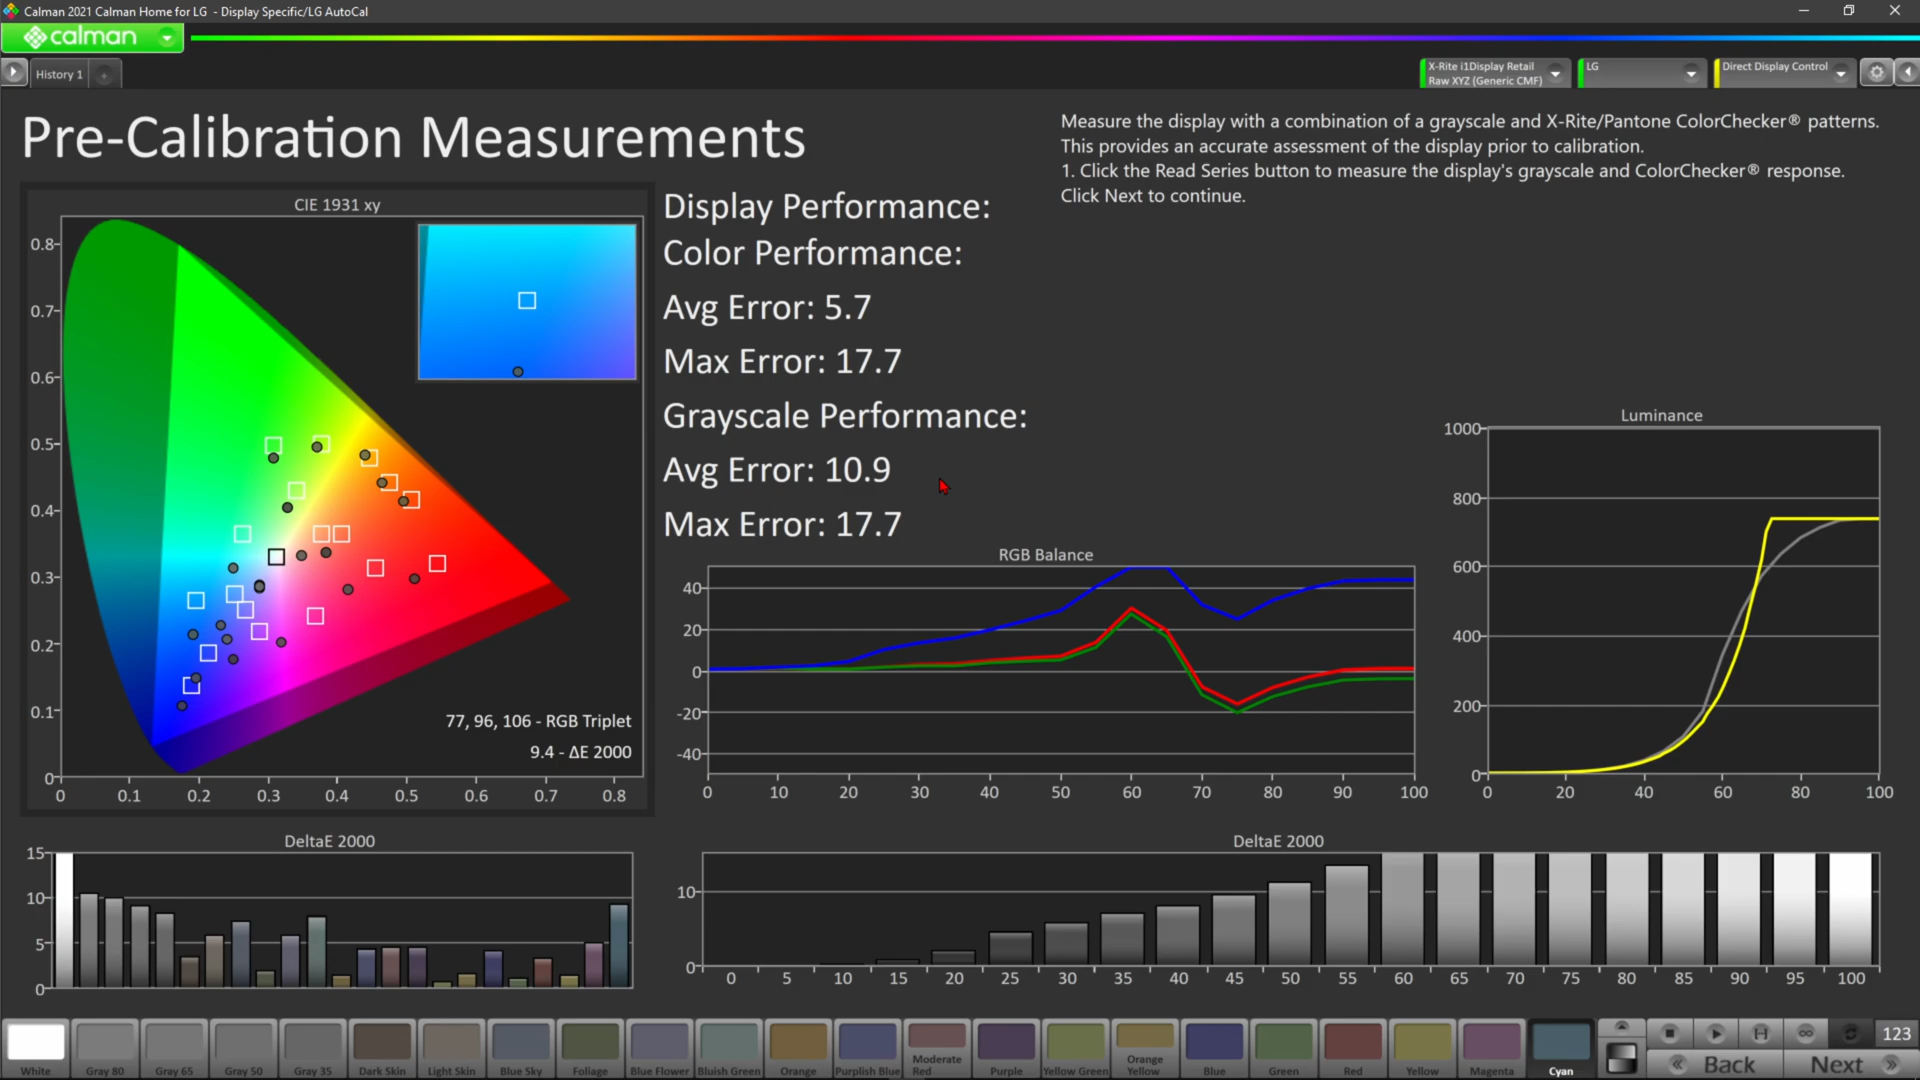 Calman 2021 Calman Home for LG  - Display Specific/LG AutoCal
calman
History 1
X-Rite i1Display Retail
Raw XYZ (Generic CMF)
LG
Direct Display Control
Pre-Calibration Measurements
Measure the display with a combination of a grayscale and X-Rite/Pantone ColorChecker® patterns.
This provides an accurate assessment of the display prior to calibration.
1. Click the Read Series button to measure the display's grayscale and ColorChecker® response.
Click Next to continue.
CIE 1931 xy
0.8
0.7
0.6
0.5
0.4
0.3
0.2
0.1
0
0 0.1 0.2 0.3 0.4 0.5 0.6 0.7 0.8
77, 96, 106 - RGB Triplet
9.4 - ΔE 2000
Display Performance:
Color Performance:
Avg Error: 5.7
Max Error: 17.7
Grayscale Performance:
Avg Error: 10.9
Max Error: 17.7
RGB Balance
40
20
0
-20
-40
0 10 20 30 40 50 60 70 80 90 100
Luminance
1000
800
600
400
200
0
0 20 40 60 80 100
DeltaE 2000
15
10
5
0
DeltaE 2000
10
0
0 5 10 15 20 25 30 35 40 45 50 55 60 65 70 75 80 85 90 95 100
White
Gray 80
Gray 65
Gray 50
Gray 35
Dark Skin
Light Skin
Blue Sky
Foliage
Blue Flower
Bluish Green
Orange
Purplish Blue
Moderate
Red
Purple
Yellow Green
Orange
Yellow
Blue
Green
Red
Yellow
Magenta
Cyan
123
Back
Next